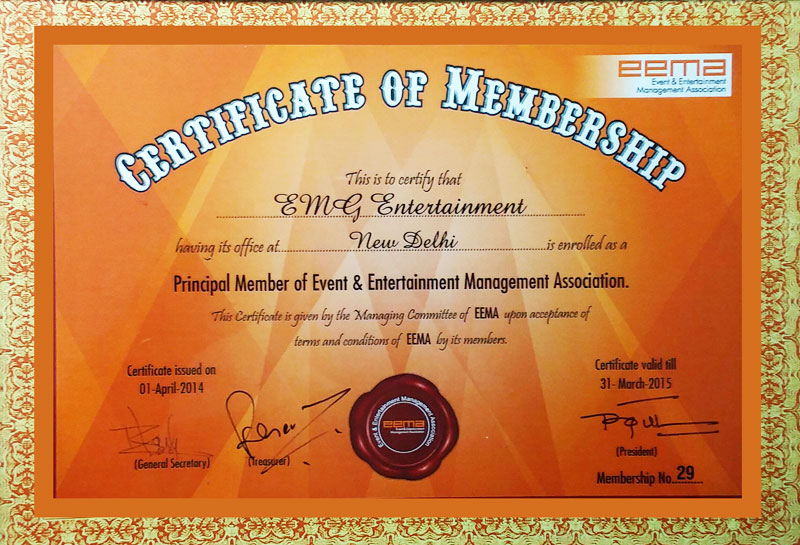 eema
Event & Entertainment
Management Association
CERTIFICATE OF MEMBERSHIP
This is to certify that
EMG Entertainment
having its office at New Delhi is enrolled as a
Principal Member of Event & Entertainment Management Association.
This Certificate is given by the Managing Committee of EEMA upon acceptance of
terms and conditions of EEMA by its members.
Certificate issued on
01-April-2014
Certificate valid till
31- March-2015
Event & Entertainment Management Association
eema
Event & Entertainment
Management Association
(General Secretary)
(Treasurer)
(President)
Membership No. 29